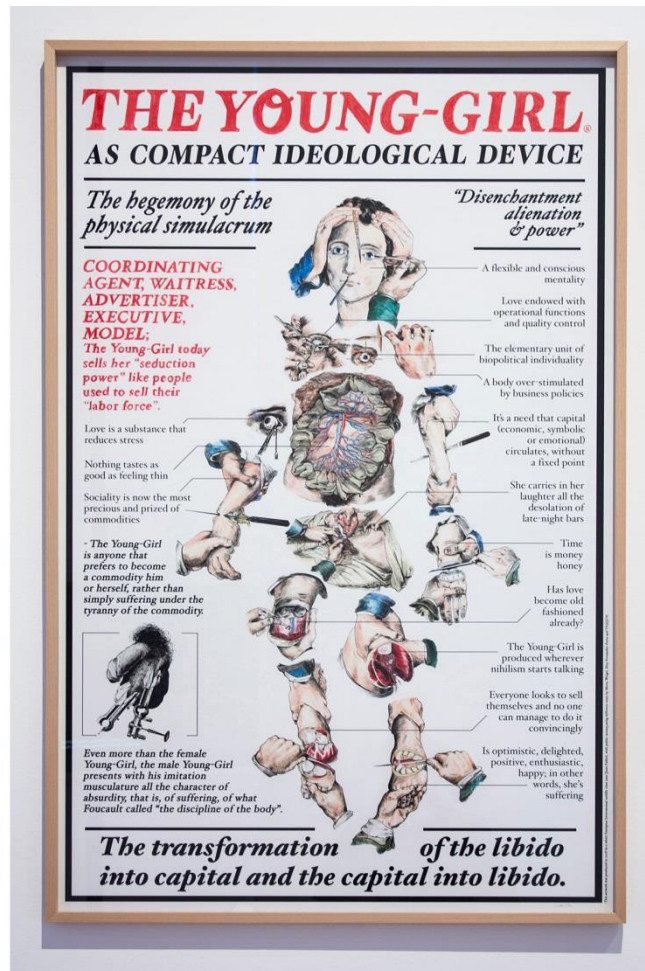 THE YOUNG-GIRL®
AS COMPACT IDEOLOGICAL DEVICE
The hegemony of the
physical simulacrum
"Disenchantment
alienation
& power"
COORDINATING
AGENT, WAITRESS,
ADVERTISER,
EXECUTIVE,
MODEL;
The Young-Girl today
sells her "seduction
power" like people
used to sell their
"labor force".
Love is a substance that
reduces stress
Nothing tastes as
good as feeling thin
Sociality is now the most
precious and prized of
commodities
- The Young-Girl
is anyone that
prefers to become
a commodity him
or herself, rather than
simply suffering under the
tyranny of the commodity.
Even more than the female
Young-Girl, the male Young-Girl
presents with his imitation
musculature all the character of
absurdity, that is, of suffering, of what
Foucault called "the discipline of the body".
A flexible and conscious
mentality
Love endowed with
operational functions
and quality control
The elementary unit of
biopolitical individuality
A body over-stimulated
by business policies
It's a need that capital
(economic, symbolic
or emotional)
circulates, without
a fixed point
She carries in her
laughter all the
desolation of
late-night bars
Time
is money
honey
Has love
become old
fashioned
already?
The Young-Girl is
produced wherever
nihilism starts talking
Everyone looks to sell
themselves and no one
can manage to do it
convincingly
Is optimistic, delighted,
positive, enthusiastic,
happy; in other
words, she's
suffering
The transformation of the libido
into capital and the capital into libido.